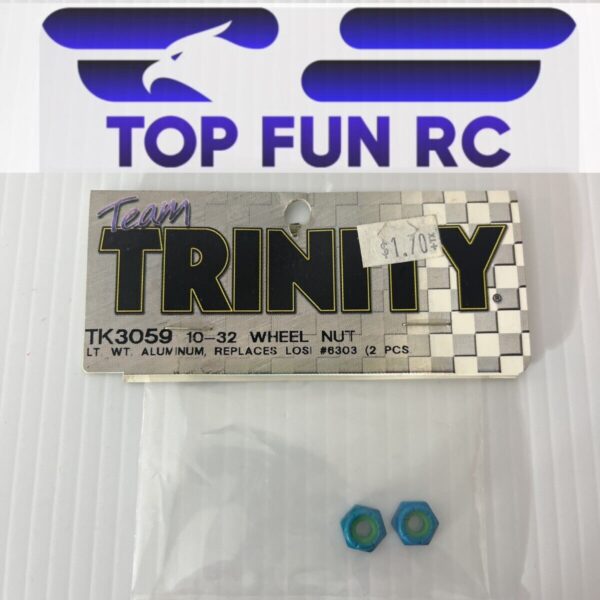 TOP FUN RC
Team
TRINITY®
$1.70
TK3059 10-32 WHEEL NUT
LT. WT. ALUMINUM, REPLACES LOSI #6303 (2 PCS